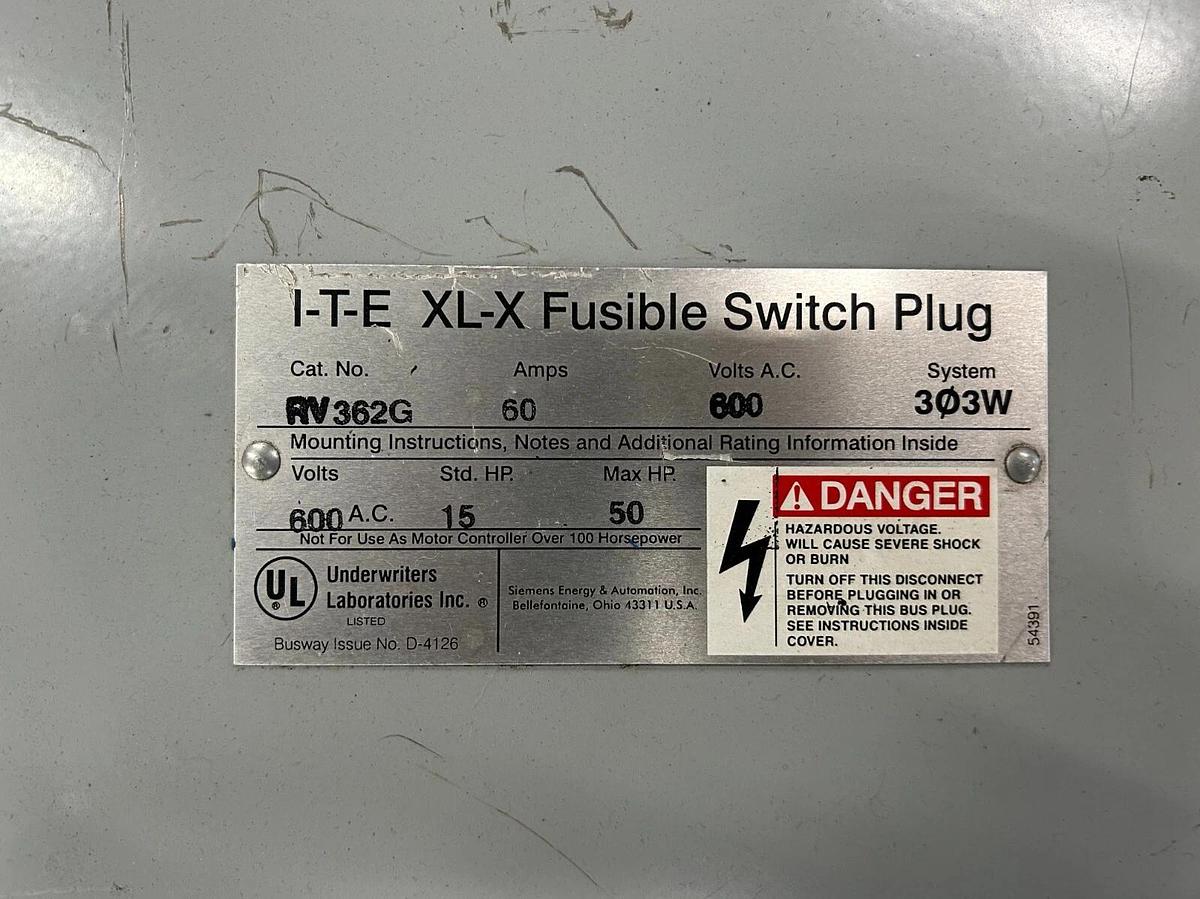 I-T-E XL-X Fusible Switch Plug
Cat. No. Amps Volts A.C. System
RV362G 60 600 3Ø3W
Mounting Instructions, Notes and Additional Rating Information Inside
Volts Std. HP. Max HP.
600 A.C. 15 50
Not For Use As Motor Controller Over 100 Horsepower
UL®
Underwriters
Laboratories Inc. ®
LISTED
Busway Issue No. D-4126
Siemens Energy & Automation, Inc.
Bellefontaine, Ohio 43311 U.S.A.
DANGER
HAZARDOUS VOLTAGE.
WILL CAUSE SEVERE SHOCK
OR BURN
TURN OFF THIS DISCONNECT
BEFORE PLUGGING IN OR
REMOVING THIS BUS PLUG.
SEE INSTRUCTIONS INSIDE
COVER.
54391